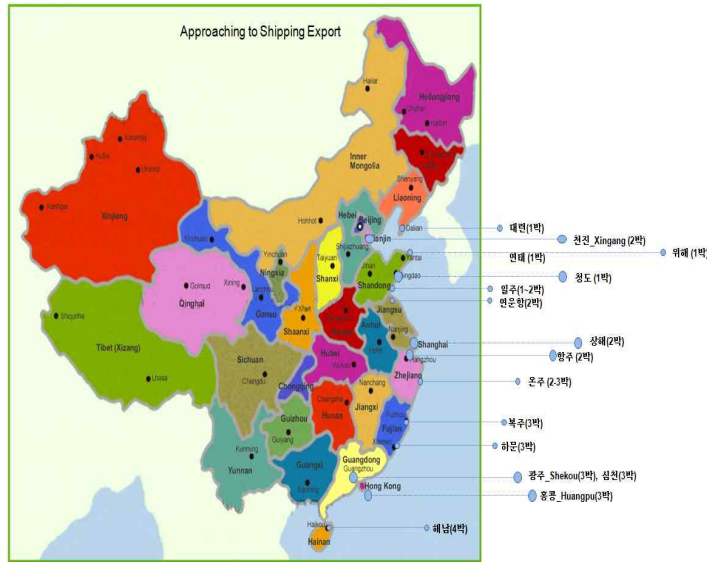 Approaching to Shipping Export
Hailar
Heilongjiang
Qiqihar
Harbin
Inner
Mongolia
Shenyang
Liaoning
Urumqi
Kashgar
Xinjiang
Hohhot
Hebei
Beijing
Dalian
대련(1박)
Tianjin
천진_Xingang (2박)
Yinchuan
Yinchuan
Taiyuan
Shijiazhuang
Yantai
연태 (1박)
위해 (1박)
Ningxia
Shanxi
Jinan
Qingdao
청도 (1박)
Shandong
Golmud
Xining
Lanzhou
일주(1~2박)
Qinghai
Gansu
Jiangsu
연운항(2박)
Shaanxi
Xi'an
Shiquanhe
Anhui
Nanjing
Tibet (Xizang)
Hefei
Shanghai
상해(2박)
Hubei
Hangzhou
항주 (2박)
Sichuan
Wuhan
Zhejiang
Lhasa
Chengdu
Chongqing
온주 (2-3박)
Nanchang
Changsha
Jiangxi
Guizhou
Hunan
Fuzhou
복주(3박)
Guiyang
Fujian
Kunming
Xiamen
하문(3박)
Yunnan
Guangxi
Guangdong
Guangzhou
광주_Shekou(3박), 심천(3박)
Nanning
Hong Kong
홍콩_Huangpu(3박)
Haikou
해남(4박)
Hainan